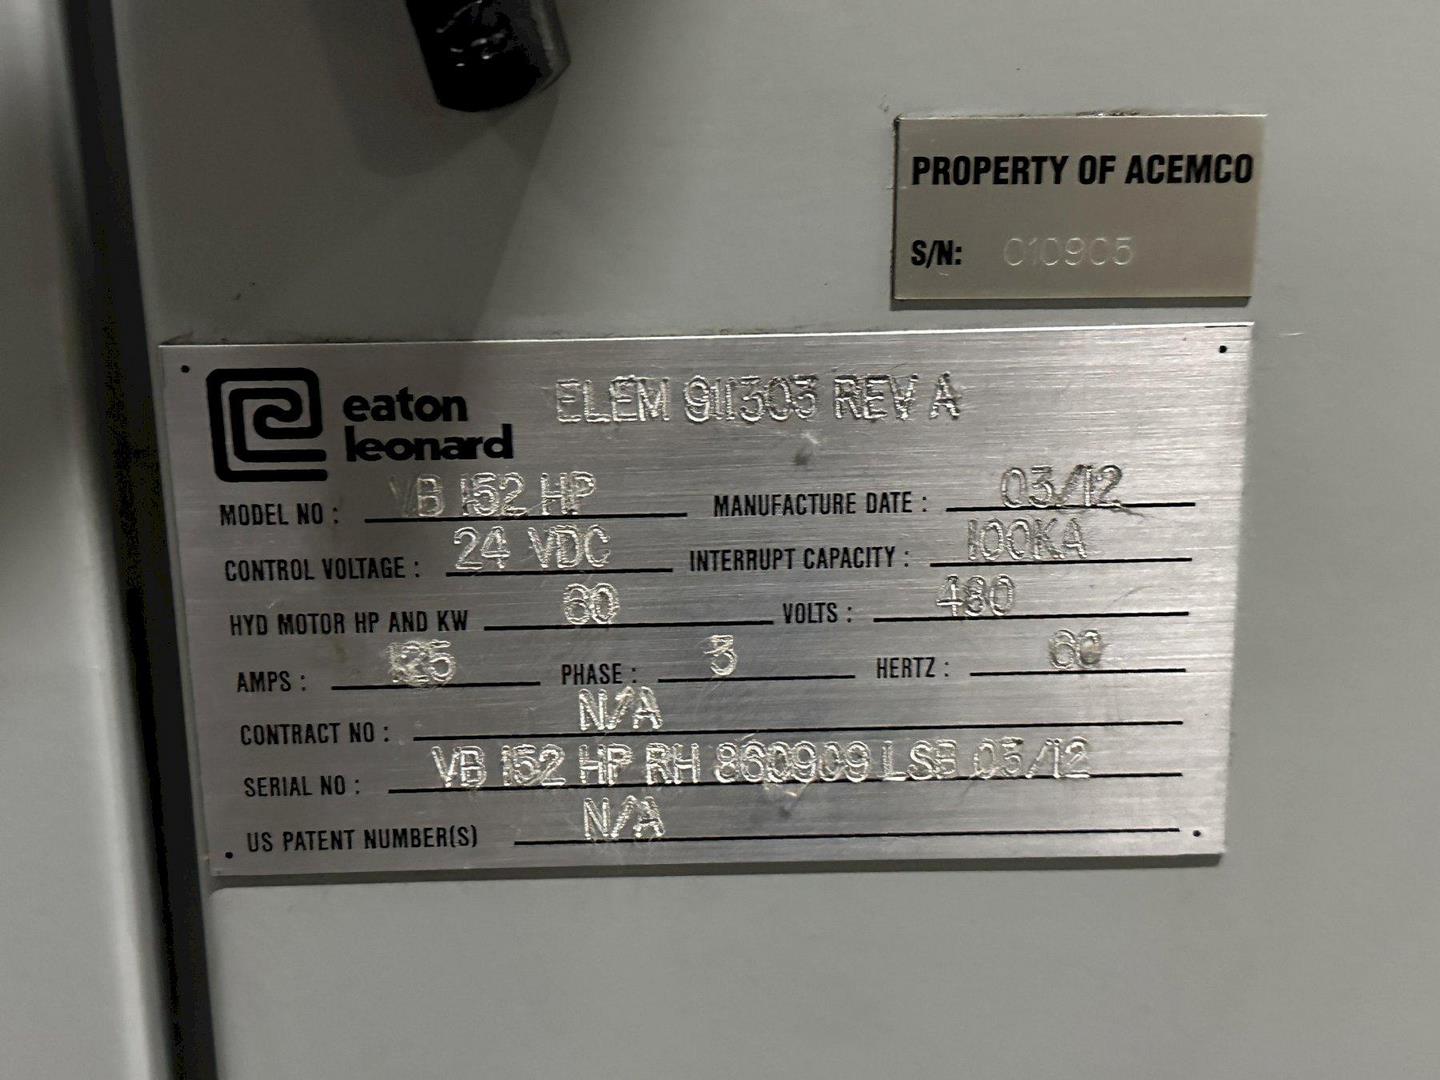 PROPERTY OF ACEMCO
S/N: 010905
eaton leonard
ELEM 911303 REV A
MODEL NO : VB 152 HP MANUFACTURE DATE : 03/12
CONTROL VOLTAGE : 24 VDC INTERRUPT CAPACITY : 100KA
HYD MOTOR HP AND KW 60 VOLTS : 480
AMPS : 125 PHASE : 3 HERTZ : 60
CONTRACT NO : N/A
SERIAL NO : VB 152 HP RH 860909 LSB 03/12
US PATENT NUMBER(S) N/A